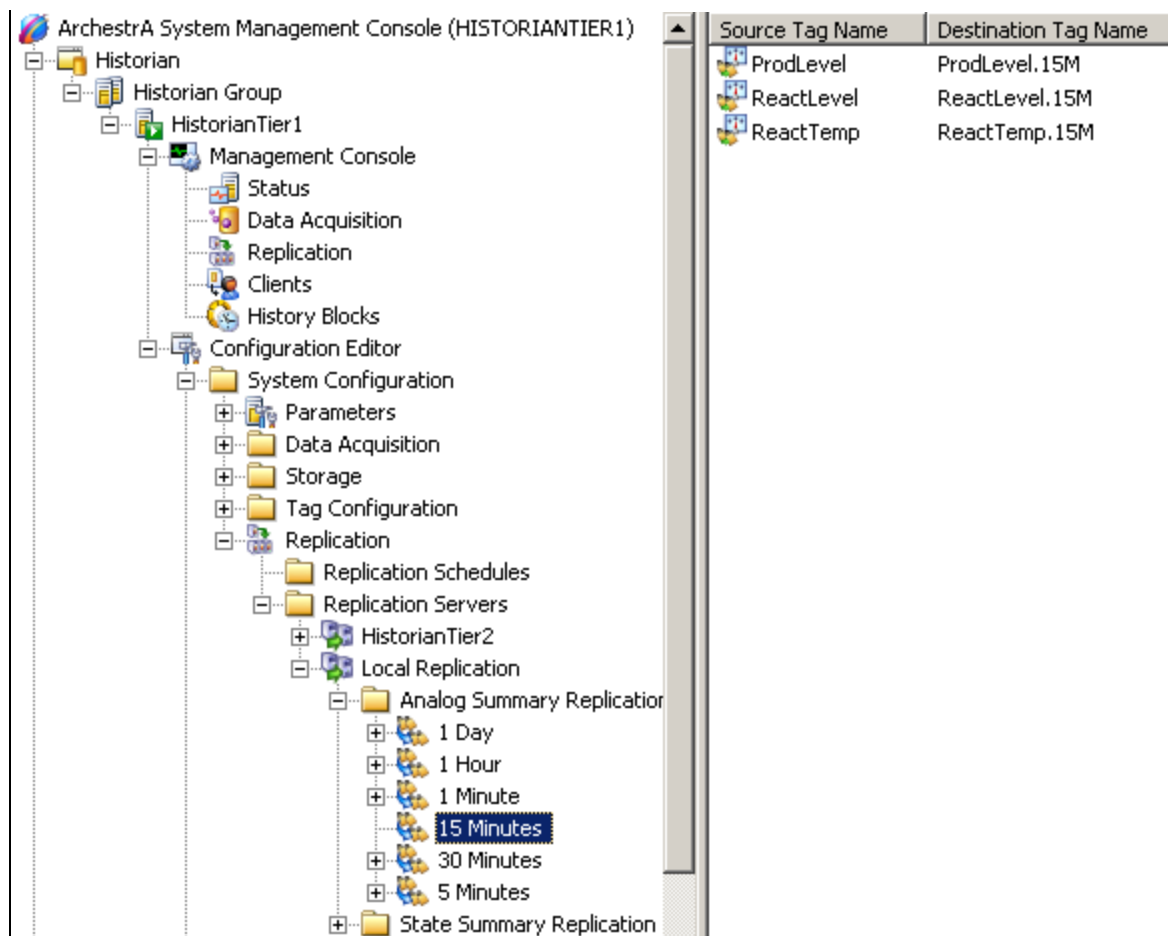 ArchestrA System Management Console (HISTORIANTIER1)
Historian
Historian Group
HistorianTier1
Management Console
Status
Data Acquisition
Replication
Clients
History Blocks
Configuration Editor
System Configuration
Parameters
Data Acquisition
Storage
Tag Configuration
Replication
Replication Schedules
Replication Servers
HistorianTier2
Local Replication
Analog Summary Replication
1 Day
1 Hour
1 Minute
15 Minutes
30 Minutes
5 Minutes
State Summary Replication
Source Tag Name Destination Tag Name
ProdLevel ProdLevel.15M
ReactLevel ReactLevel.15M
ReactTemp ReactTemp.15M